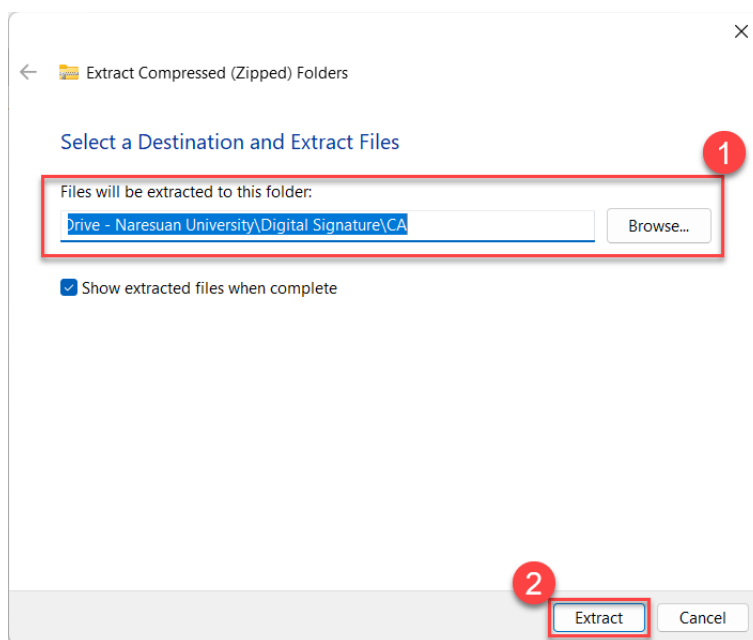 Extract Compressed (Zipped) Folders
Select a Destination and Extract Files
1
Files will be extracted to this folder:
Drive - Naresuan University\Digital Signature\CA
Browse...
Show extracted files when complete
2
Extract
Cancel